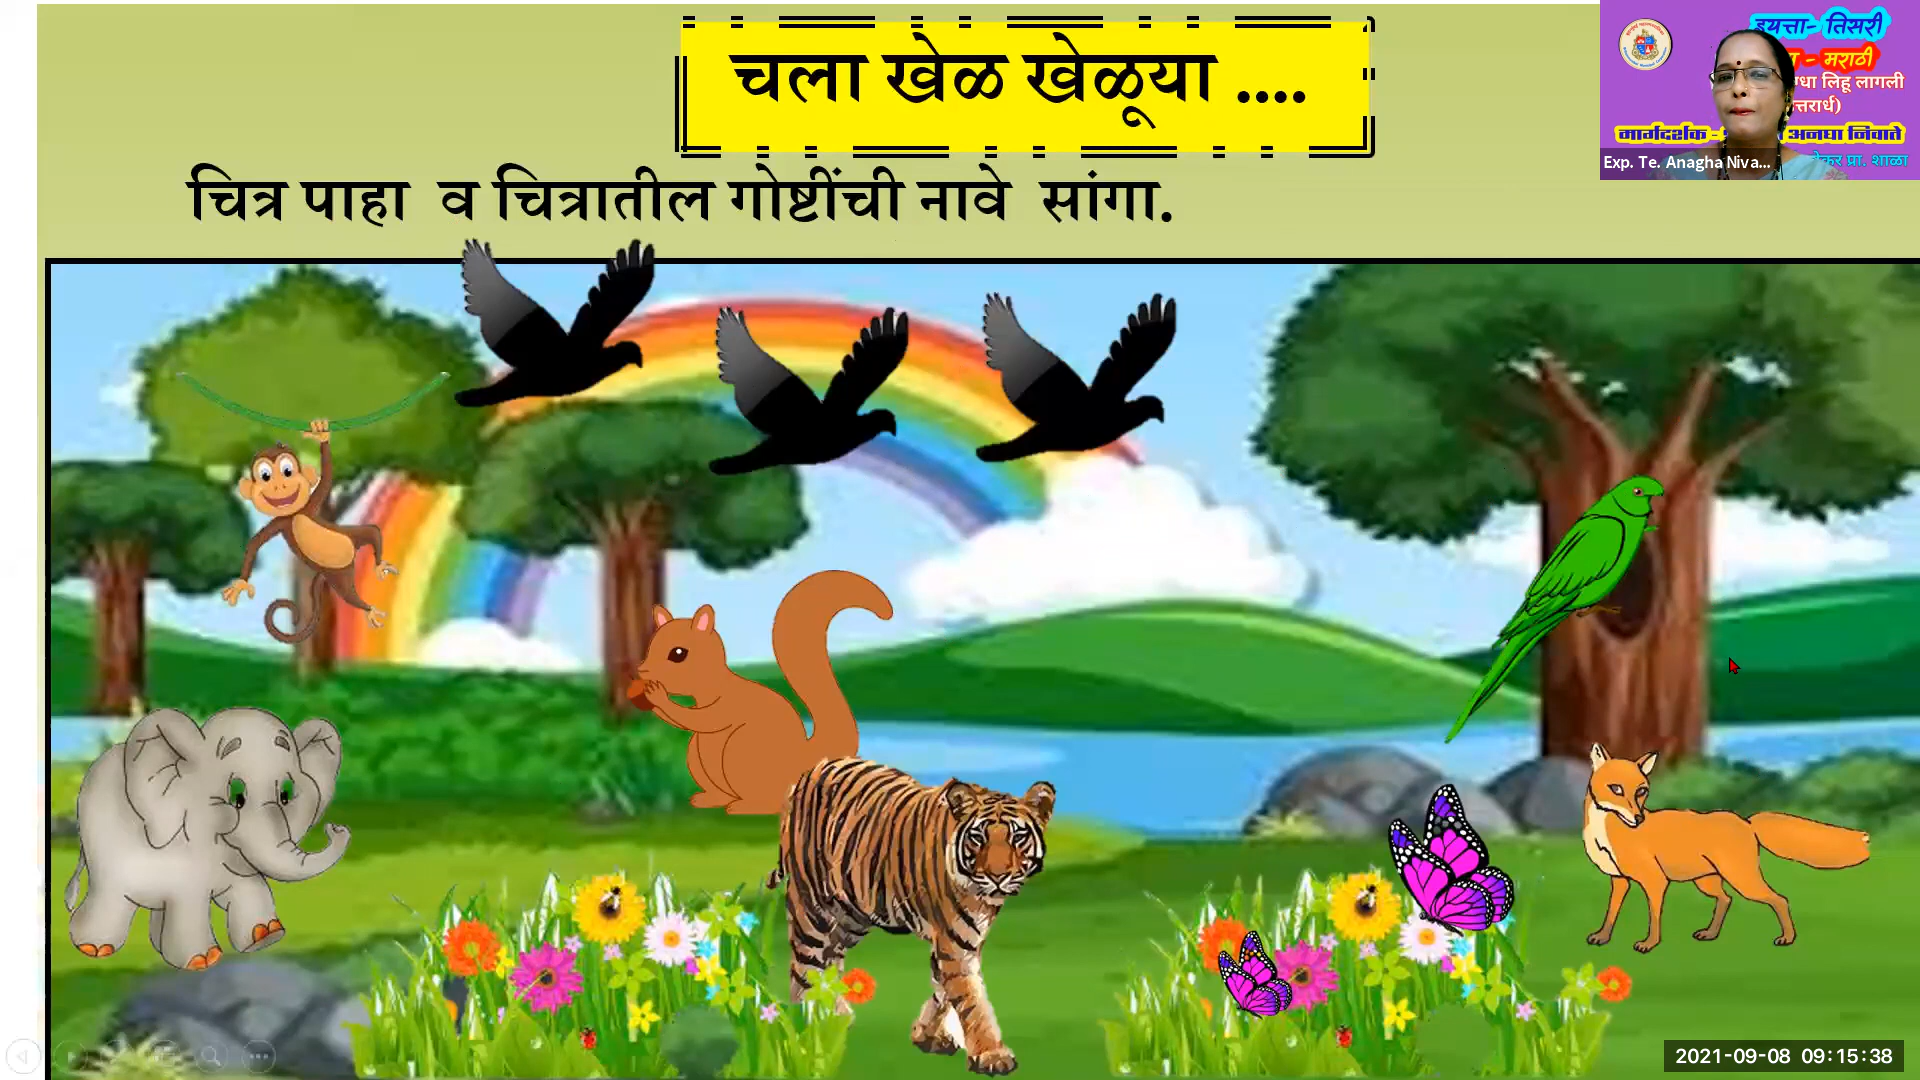 चला खेळ खेळूया ....
चित्र पाहा व चित्रातील गोष्टींची नावे सांगा.
इयत्ता- तिसरी
- मराठी
लिहू लागली
मार्गदर्शक - अनघा निवाते
प्रा. शाळा
Exp. Te. Anagha Niva...
2021-09-08 09:15:38